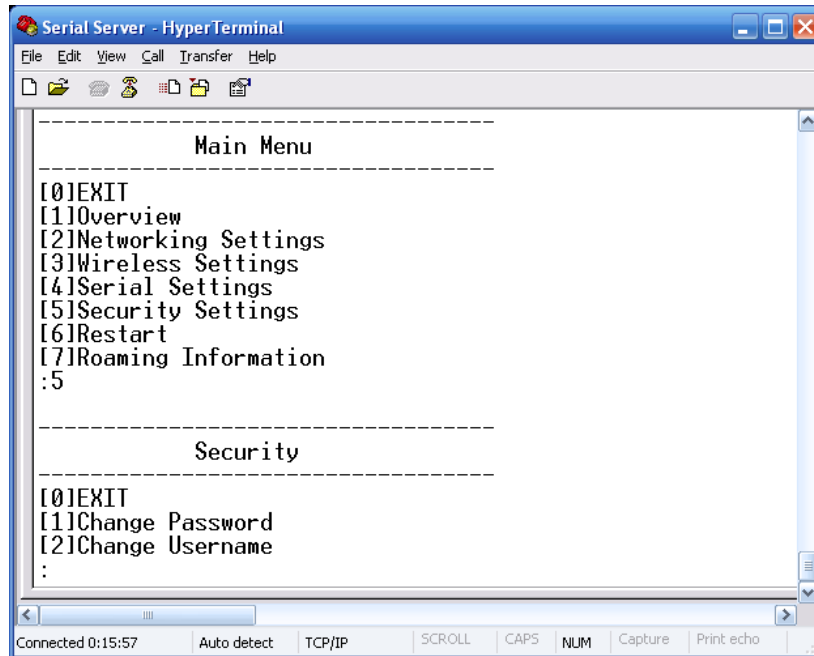 Serial Server - HyperTerminal
File Edit View Call Transfer Help
-----------------------------------
Main Menu
-----------------------------------
[0]EXIT
[1]Overview
[2]Networking Settings
[3]Wireless Settings
[4]Serial Settings
[5]Security Settings
[6]Restart
[7]Roaming Information
:5
-----------------------------------
Security
-----------------------------------
[0]EXIT
[1]Change Password
[2]Change Username
:
Connected 0:15:57 Auto detect TCP/IP SCROLL CAPS NUM Capture Print echo